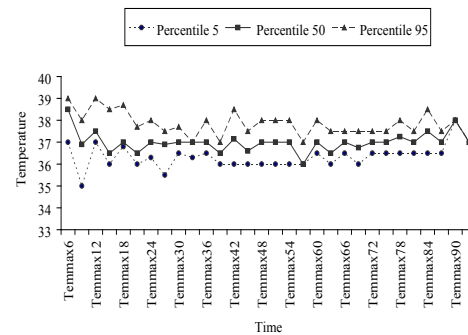 Percentile 5 Percentile 50 Percentile 95
40
39
38
37
36
35
34
33
Temperature
Temmax6
Temmax12
Temmax18
Temmax24
Temmax30
Temmax36
Temmax42
Temmax48
Temmax54
Temmax60
Temmax66
Temmax72
Temmax78
Temmax84
Temmax90
Time